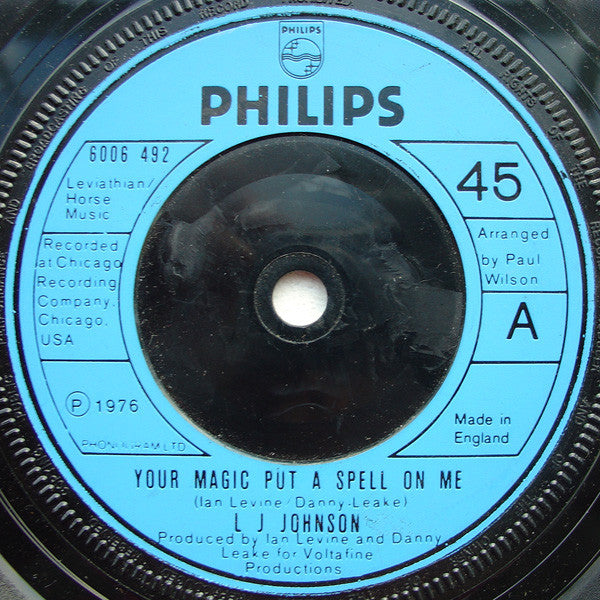 PHILIPS
PHILIPS
6006 492
Leviathian/
Horse
Music
Recorded
at Chicago
Recording
Company.
Chicago,
USA
℗ 1976
PHONOGRAM LTD
45
Arranged
by Paul
Wilson
A
Made in
England
YOUR MAGIC PUT A SPELL ON ME
(Ian Levine/Danny Leake)
L J JOHNSON
Produced by Ian Levine and Danny
Leake for Voltafine
Productions